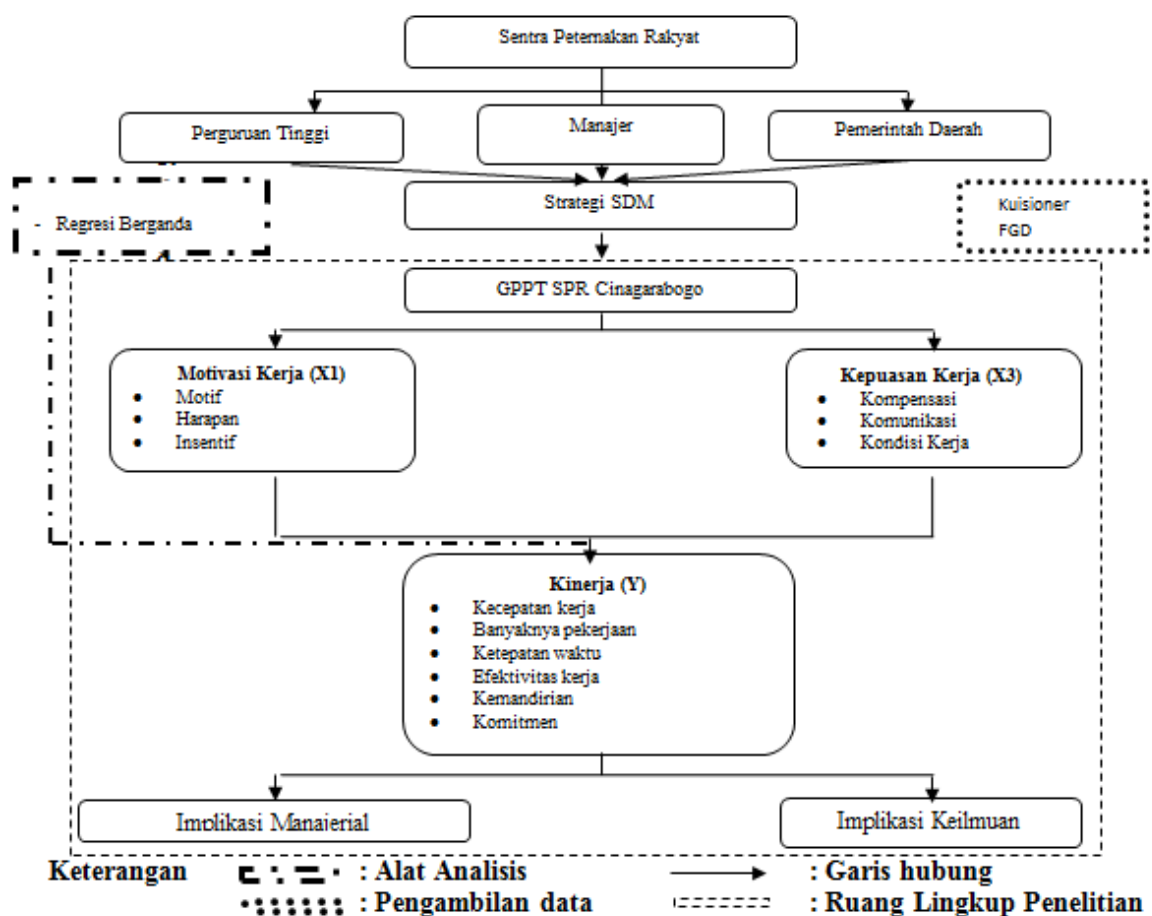 Sentra Peternakan Rakyat
Perguruan Tinggi
Manajer
Pemerintah Daerah
- Regresi Berganda
Strategi SDM
Kuisioner
FGD
GPPT SPR Cinagarabogo
Motivasi Kerja (X1)
• Motif
• Harapan
• Insentif
Kepuasan Kerja (X3)
• Kompensasi
• Komunikasi
• Kondisi Kerja
Kinerja (Y)
• Kecepatan kerja
• Banyaknya pekerjaan
• Ketepatan waktu
• Efektivitas kerja
• Kemandirian
• Komitmen
Implikasi Manajerial
Implikasi Keilmuan
Keterangan : Alat Analisis : Garis hubung
: Pengambilan data : Ruang Lingkup Penelitian